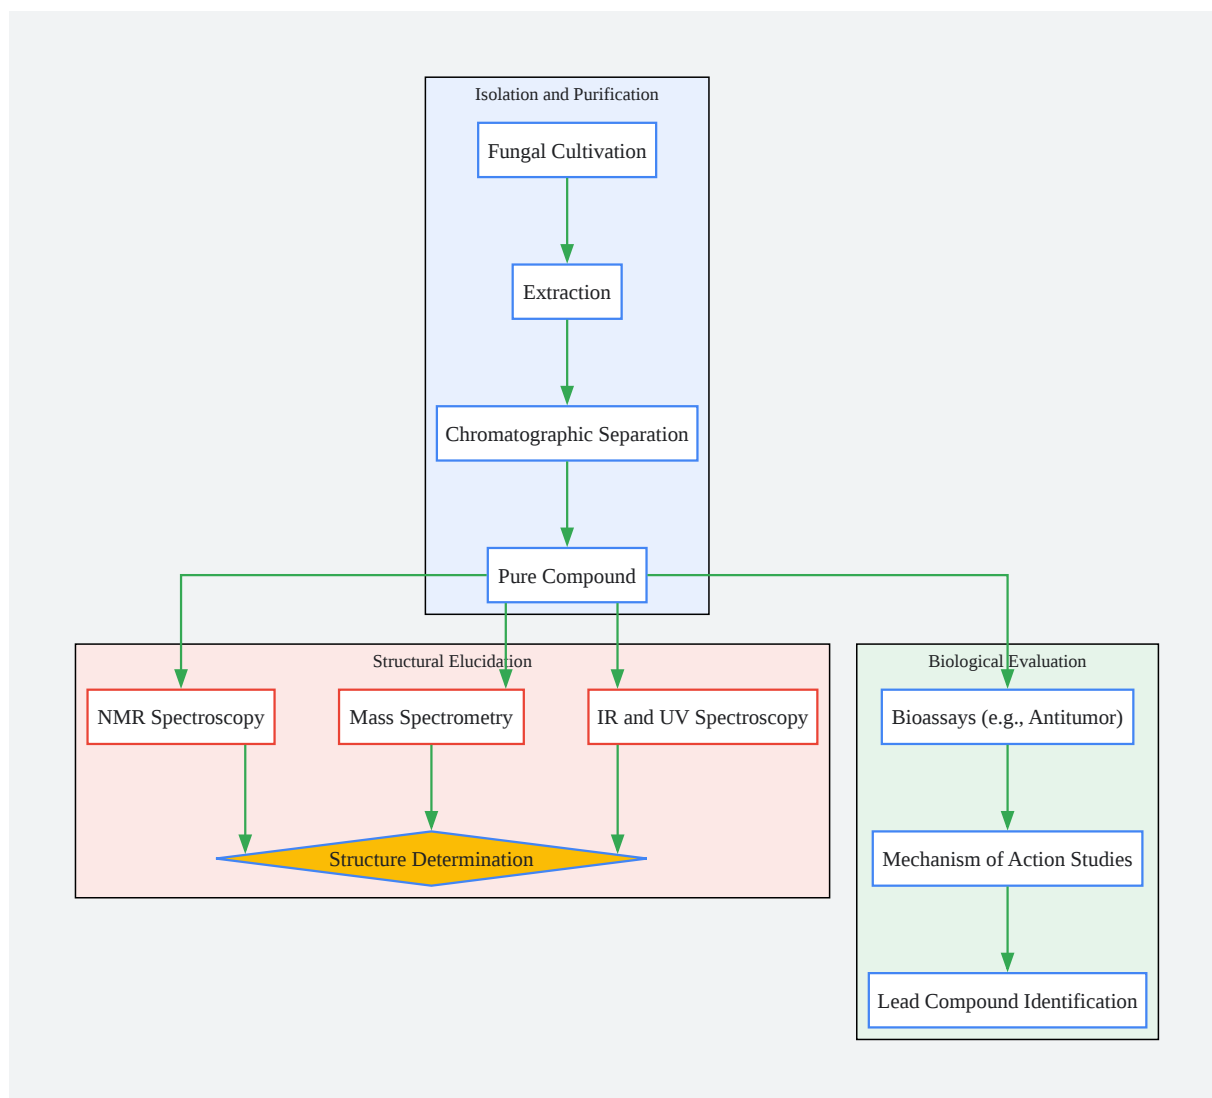 Isolation and Purification
Fungal Cultivation
Extraction
Chromatographic Separation
Pure Compound
Structural Elucidation
NMR Spectroscopy
Mass Spectrometry
IR and UV Spectroscopy
Structure Determination
Biological Evaluation
Bioassays (e.g., Antitumor)
Mechanism of Action Studies
Lead Compound Identification